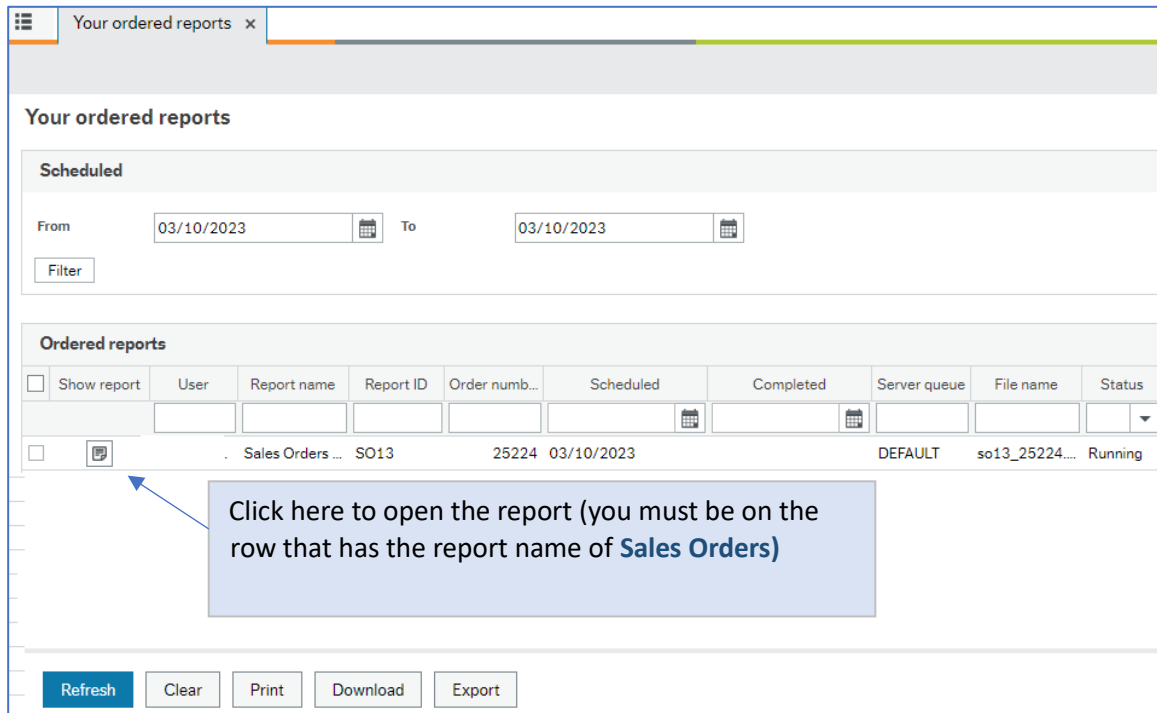 Your ordered reports x
Your ordered reports
Scheduled
From 03/10/2023 To 03/10/2023
Filter
Ordered reports
Show report User Report name Report ID Order numb... Scheduled Completed Server queue File name Status
. Sales Orders ... SO13 25224 03/10/2023 DEFAULT so13_25224.... Running
Click here to open the report (you must be on the
row that has the report name of Sales Orders)
Refresh Clear Print Download Export